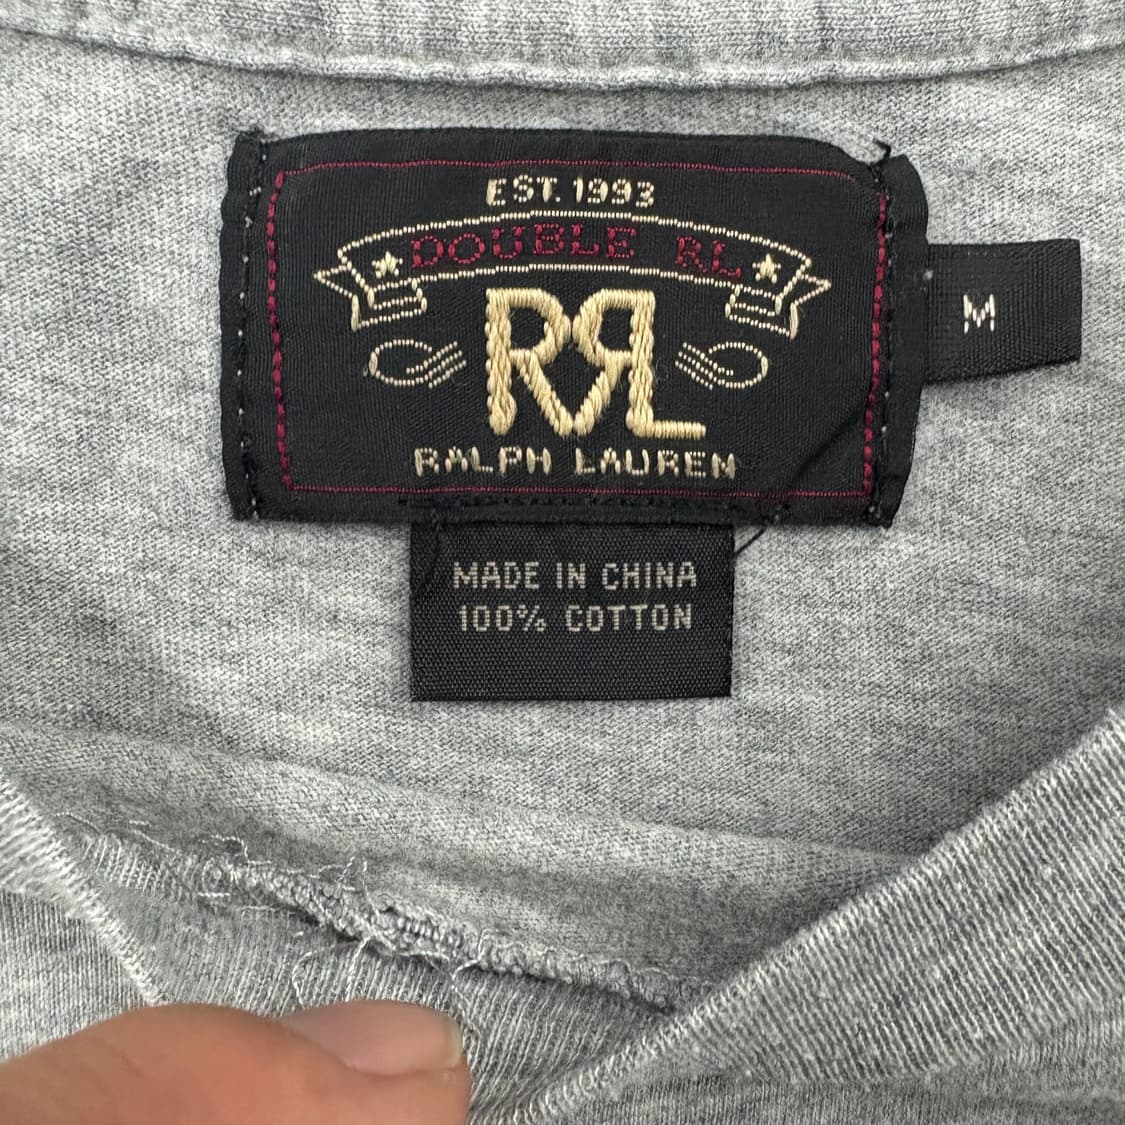 EST. 1993
DOUBLE RL
RRL
RALPH LAUREN
M
MADE IN CHINA
100% COTTON